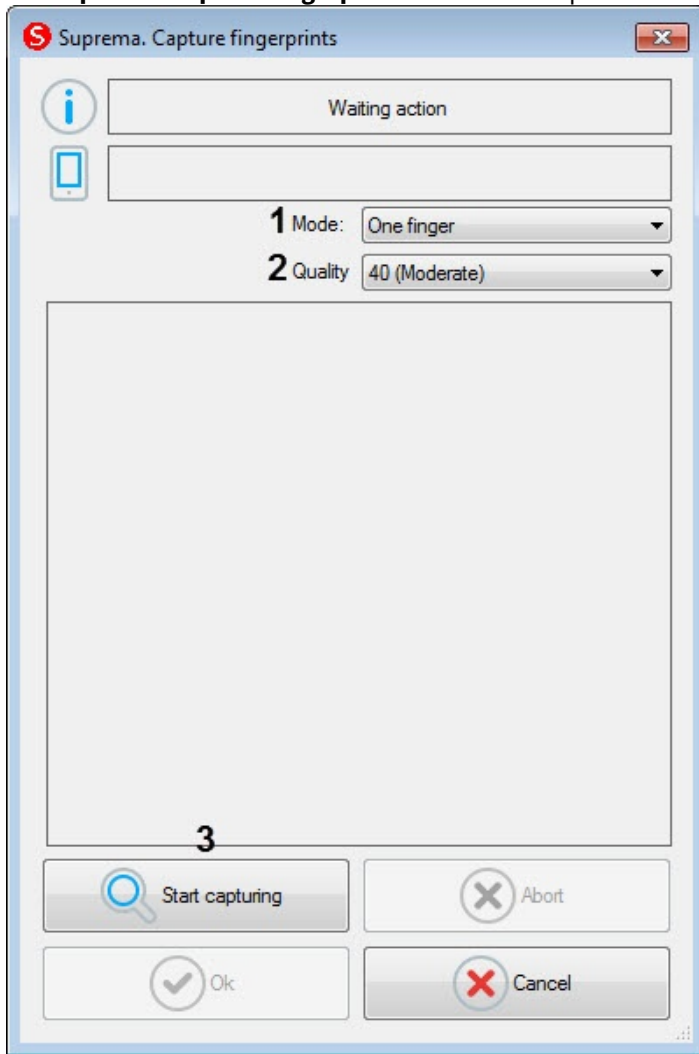 Suprema. Capture fingerprints
Waiting action
1 Mode: One finger
2 Quality 40 (Moderate)
3
Start capturing Abort
Ok Cancel